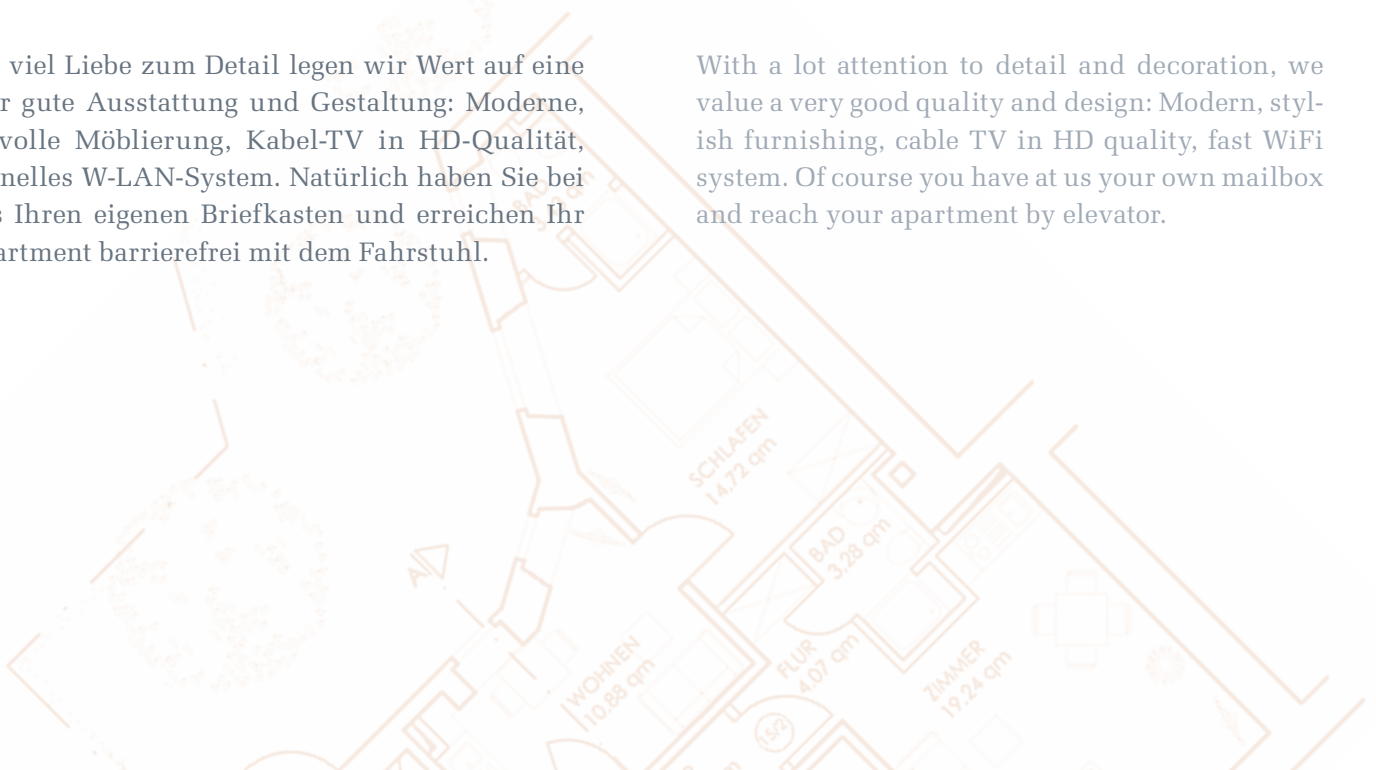 viel Liebe zum Detail legen wir Wert auf eine
r gute Ausstattung und Gestaltung: Moderne,
volle Möblierung, Kabel-TV in HD-Qualität,
nelles W-LAN-System. Natürlich haben Sie bei
s Ihren eigenen Briefkasten und erreichen Ihr
artment barrierefrei mit dem Fahrstuhl.
With a lot attention to detail and decoration, we
value a very good quality and design: Modern, styl-
ish furnishing, cable TV in HD quality, fast WiFi
system. Of course you have at us your own mailbox
and reach your apartment by elevator.
BAD
SCHLAFEN
14,72 qm
BAD
3,28 qm
WOHNEN
10,88 qm
FLUR
4,07 qm
ZIMMER
19,24 qm
15/2